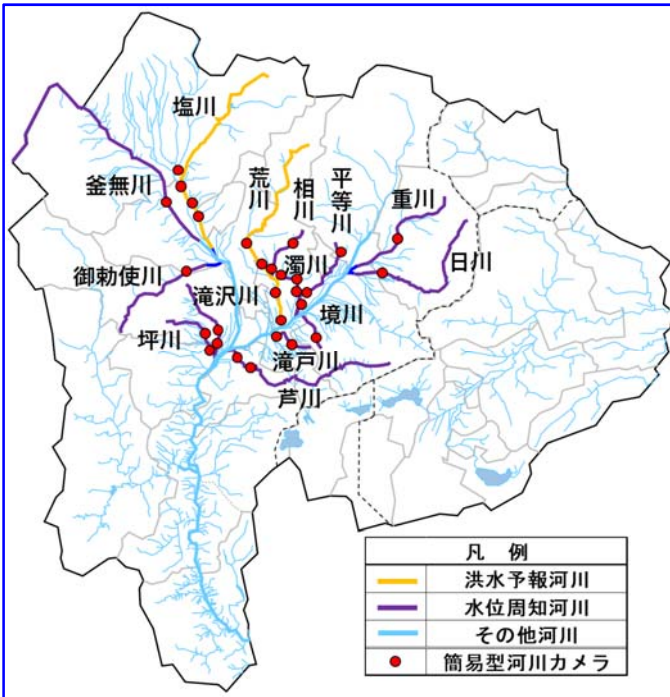 塩川
釜無川
荒川
相川
平等川
重川
日川
御勅使川
濁川
滝沢川
境川
坪川
滝戸川
芦川
凡 例
洪水予報河川
水位周知河川
その他河川
簡易型河川カメラ